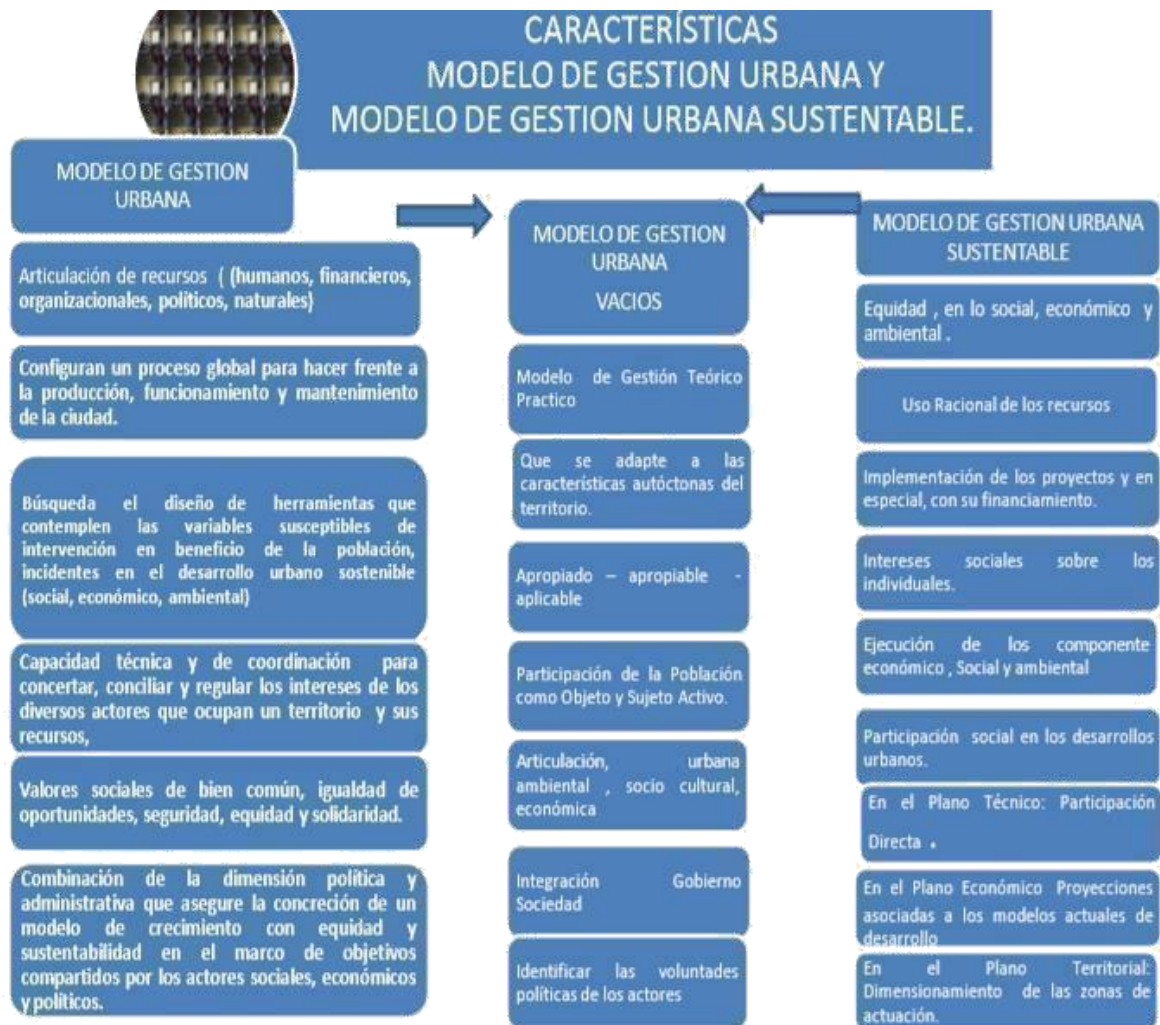 CARACTERÍSTICAS
MODELO DE GESTION URBANA Y
MODELO DE GESTION URBANA SUSTENTABLE.
MODELO DE GESTION
URBANA
Articulación de recursos ( (humanos, financieros,
organizacionales, políticos, naturales)
Configuran un proceso global para hacer frente a
la producción, funcionamiento y mantenimiento
de la ciudad.
Búsqueda el diseño de herramientas que
contemplen las variables susceptibles de
intervención en beneficio de la población,
incidentes en el desarrollo urbano sostenible
(social, económico, ambiental)
Capacidad técnica y de coordinación para
concertar, conciliar y regular los intereses de los
diversos actores que ocupan un territorio y sus
recursos,
Valores sociales de bien común, igualdad de
oportunidades, seguridad, equidad y solidaridad.
Combinación de la dimensión política y
administrativa que asegure la concreción de un
modelo de crecimiento con equidad y
sustentabilidad en el marco de objetivos
compartidos por los actores sociales, económicos
y políticos.
MODELO DE GESTION
URBANA
VACIOS
Modelo de Gestión Teórico
Practico
Que se adapte a las
características autóctonas del
territorio.
Apropiado – apropiable -
aplicable
Participación de la Población
como Objeto y Sujeto Activo.
Articulación, urbana
ambiental , socio cultural,
económica
Integración Gobierno
Sociedad
Identificar las voluntades
políticas de los actores
MODELO DE GESTION URBANA
SUSTENTABLE
Equidad , en lo social, económico y
ambiental .
Uso Racional de los recursos
Implementación de los proyectos y en
especial, con su financiamiento.
Intereses sociales sobre los
individuales.
Ejecución de los componente
económico , Social y ambiental
Participación social en los desarrollos
urbanos.
En el Plano Técnico: Participación
Directa .
En el Plano Económico Proyecciones
asociadas a los modelos actuales de
desarrollo
En el Plano Territorial:
Dimensionamiento de las zonas de
actuación.